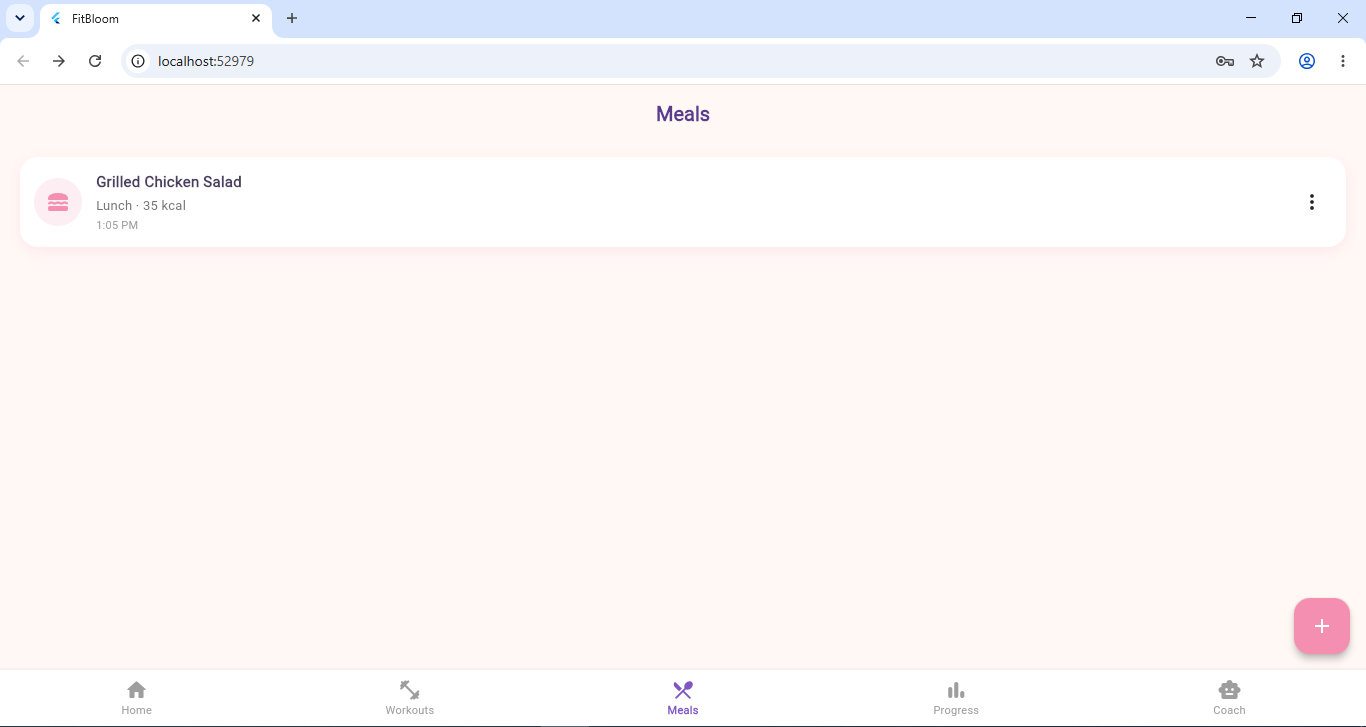 FitBloom
localhost:52979
Meals
Grilled Chicken Salad
Lunch · 35 kcal
1:05 PM
Home
Workouts
Meals
Progress
Coach